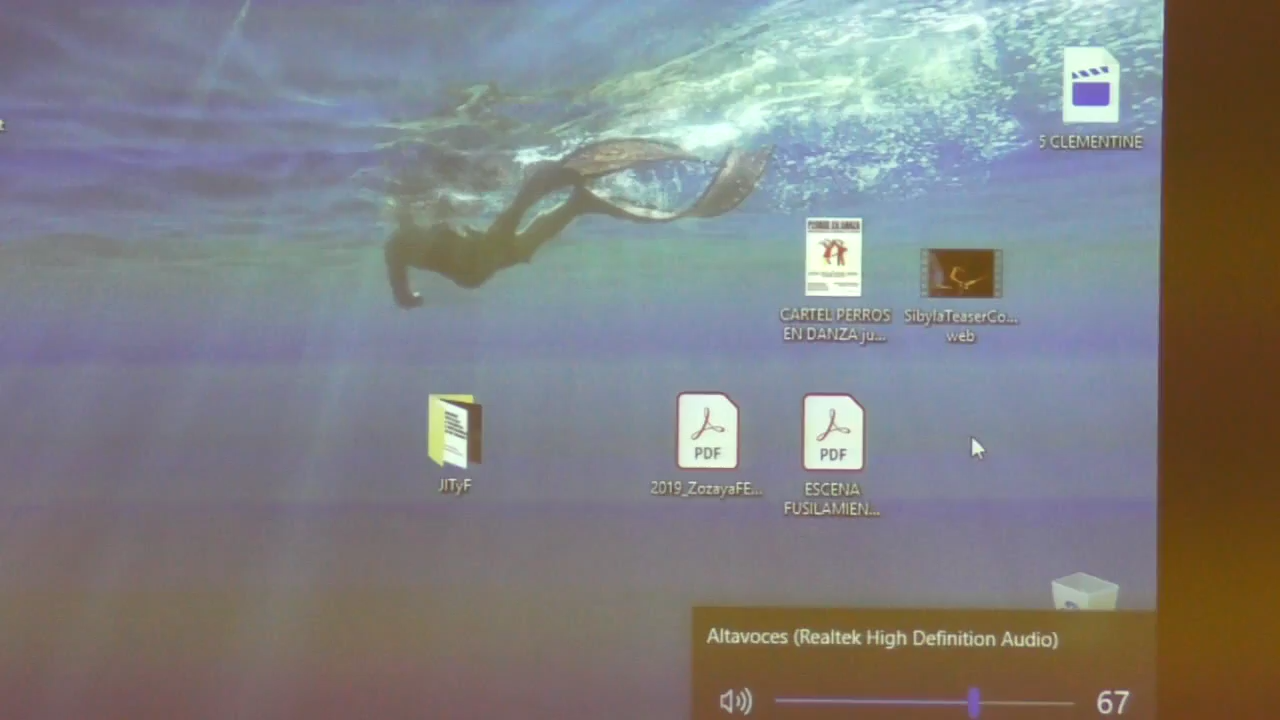 5 CLEMENTINE
CARTEL PERROS
EN DANZA ju...
SibylaTeaserCo...
web
JITyF
PDF
2019_ZozayaFE...
PDF
ESCENA
FUSILAMIEN...
Altavoces (Realtek High Definition Audio)
67